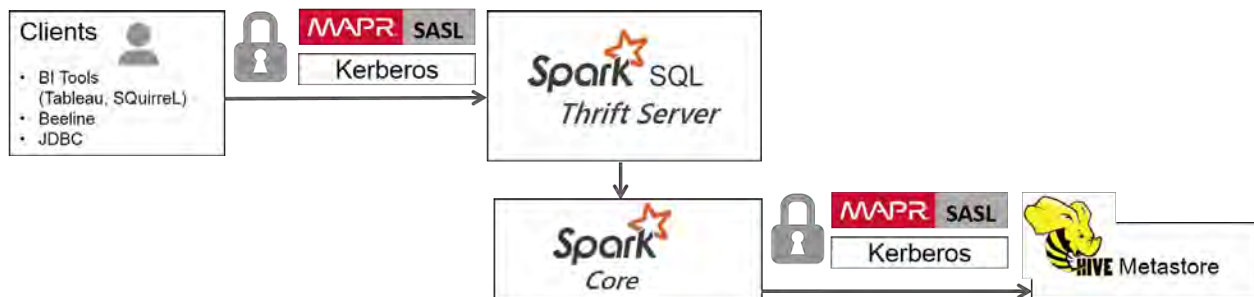 Clients
• BI Tools
(Tableau, SQuirreL)
• Beeline
• JDBC
MAPR SASL
Kerberos
Spark SQL
Thrift Server
Spark
Core
MAPR SASL
Kerberos
HIVE Metastore